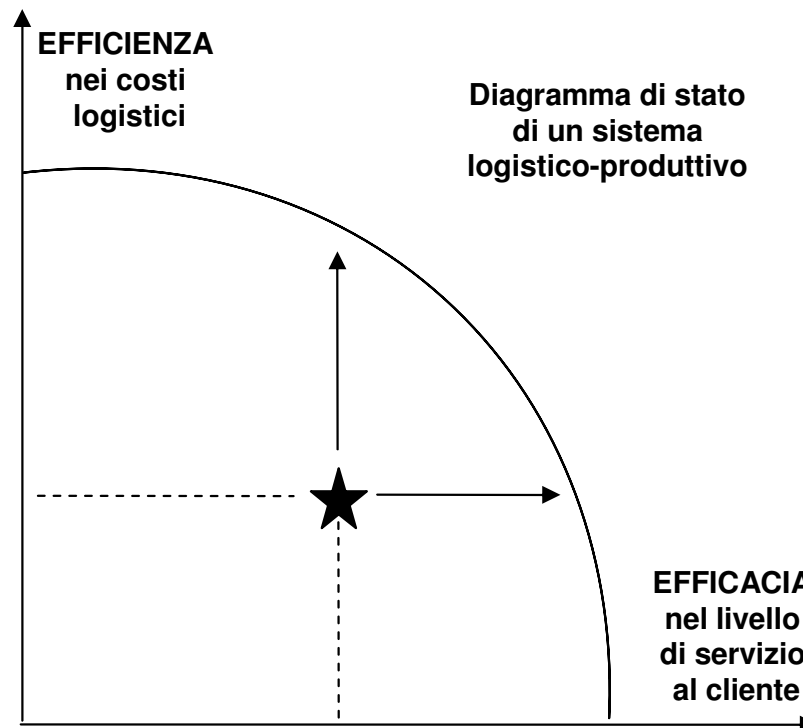 EFFICIENZA
nei costi
logistici
Diagramma di stato
di un sistema
logistico-produttivo
EFFICACIA
nel livello
di servizio
al cliente